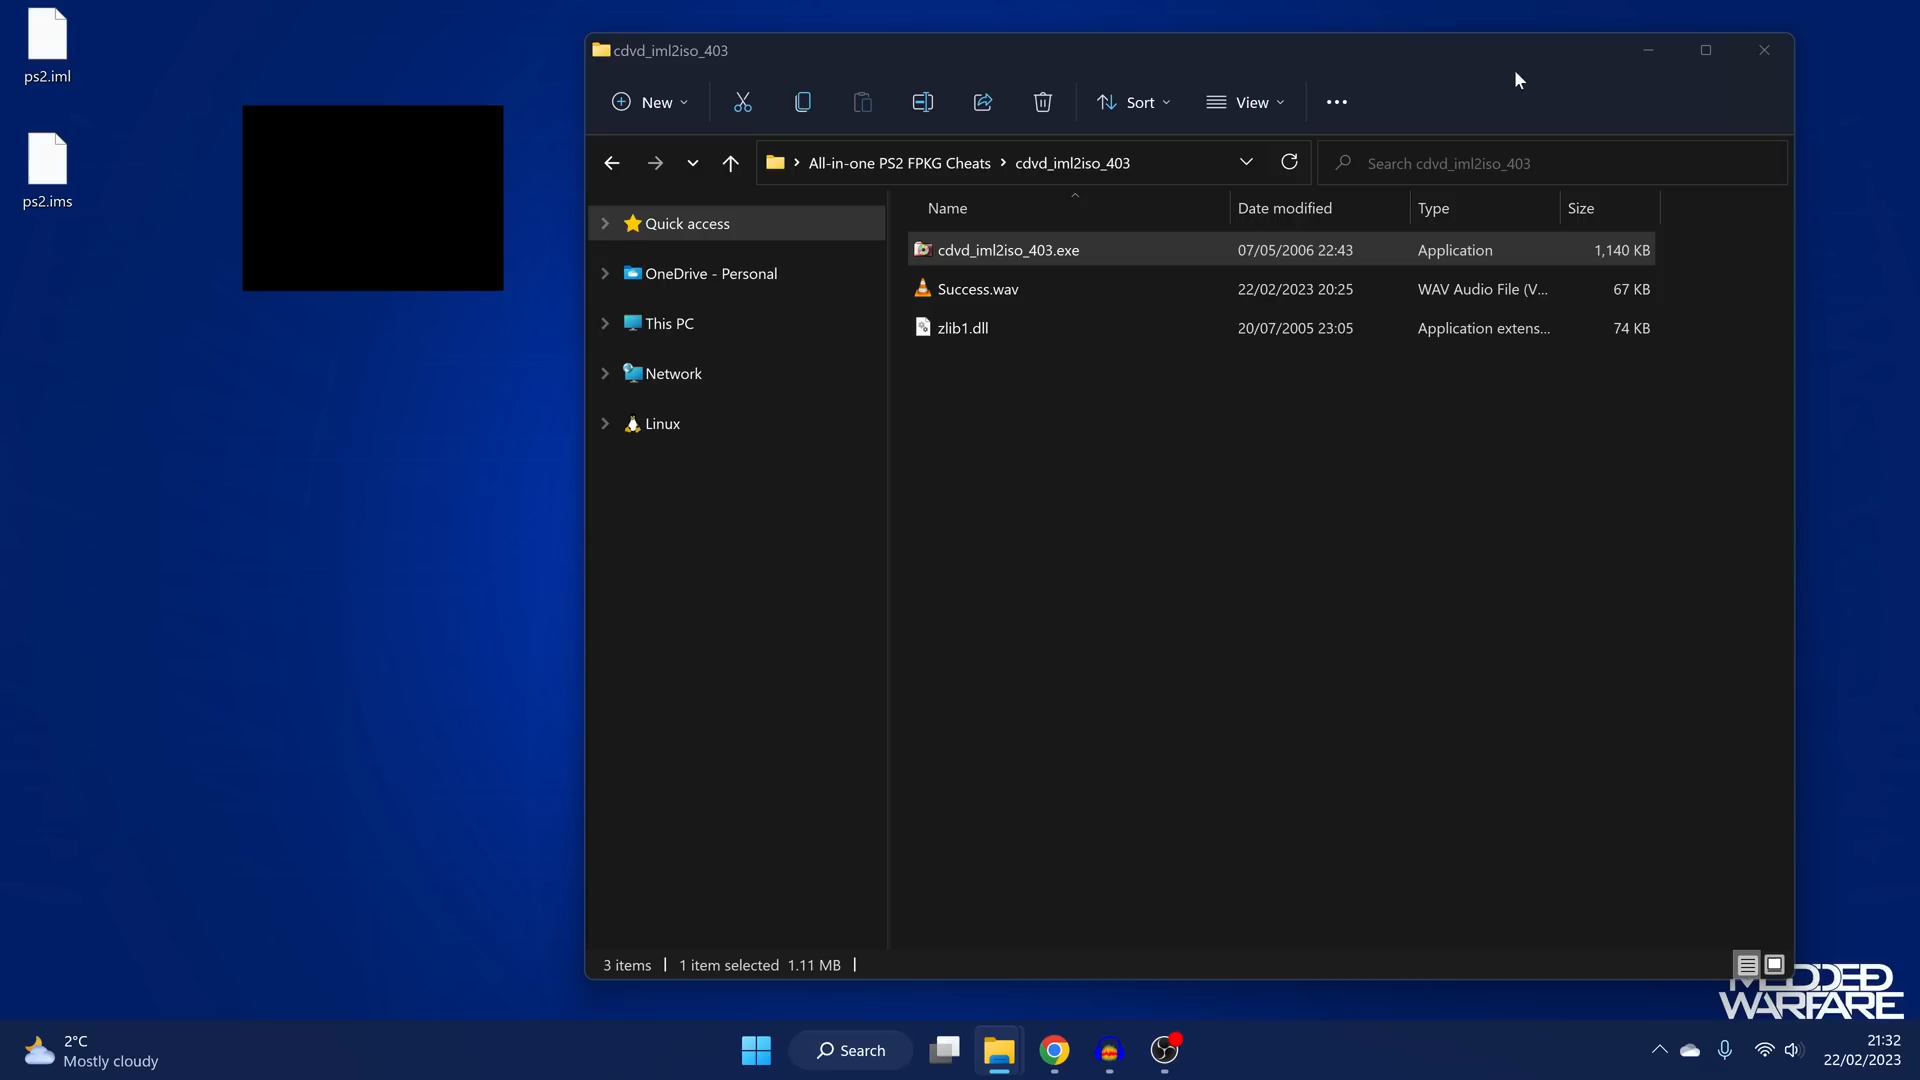 ps2.iml
ps2.ims
cdvd_iml2iso_403
New
Sort
View
All-in-one PS2 FPKG Cheats
cdvd_iml2iso_403
Search cdvd_iml2iso_403
Name
Date modified
Type
Size
Quick access
OneDrive - Personal
This PC
Network
Linux
cdvd_iml2iso_403.exe 07/05/2006 22:43 Application 1,140 KB
Success.wav 22/02/2023 20:25 WAV Audio File (V... 67 KB
zlib1.dll 20/07/2005 23:05 Application extens... 74 KB
3 items
1 item selected 1.11 MB
MODDED
WARFARE
2°C
Mostly cloudy
Search
21:32
22/02/2023